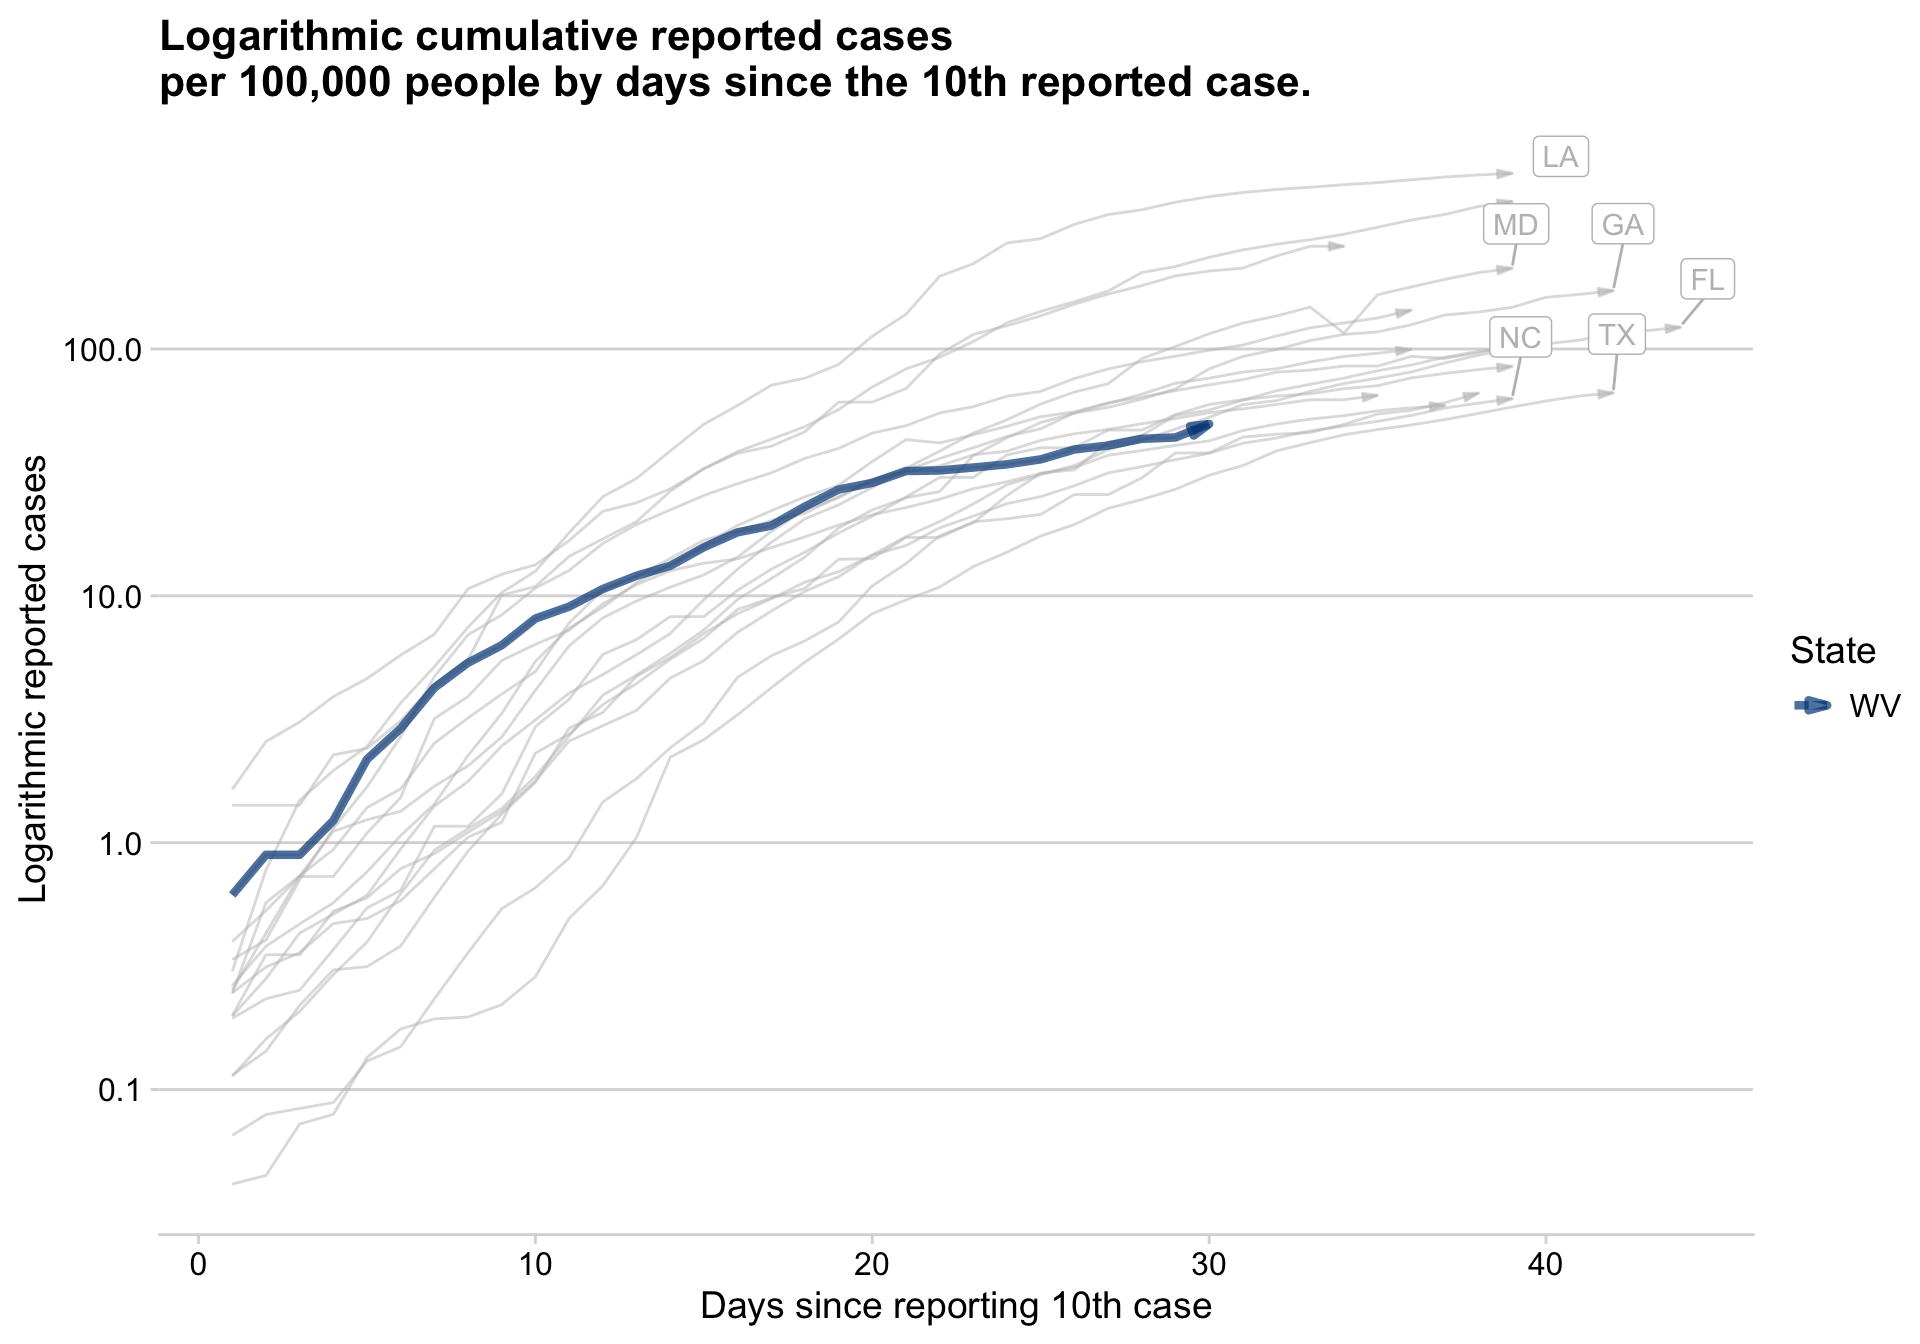 Logarithmic cumulative reported cases
per 100,000 people by days since the 10th reported case.
LA
MD
GA
FL
NC
TX
100.0
10.0
1.0
0.1
Logarithmic reported cases
State
WV
0
10
20
30
40
Days since reporting 10th case